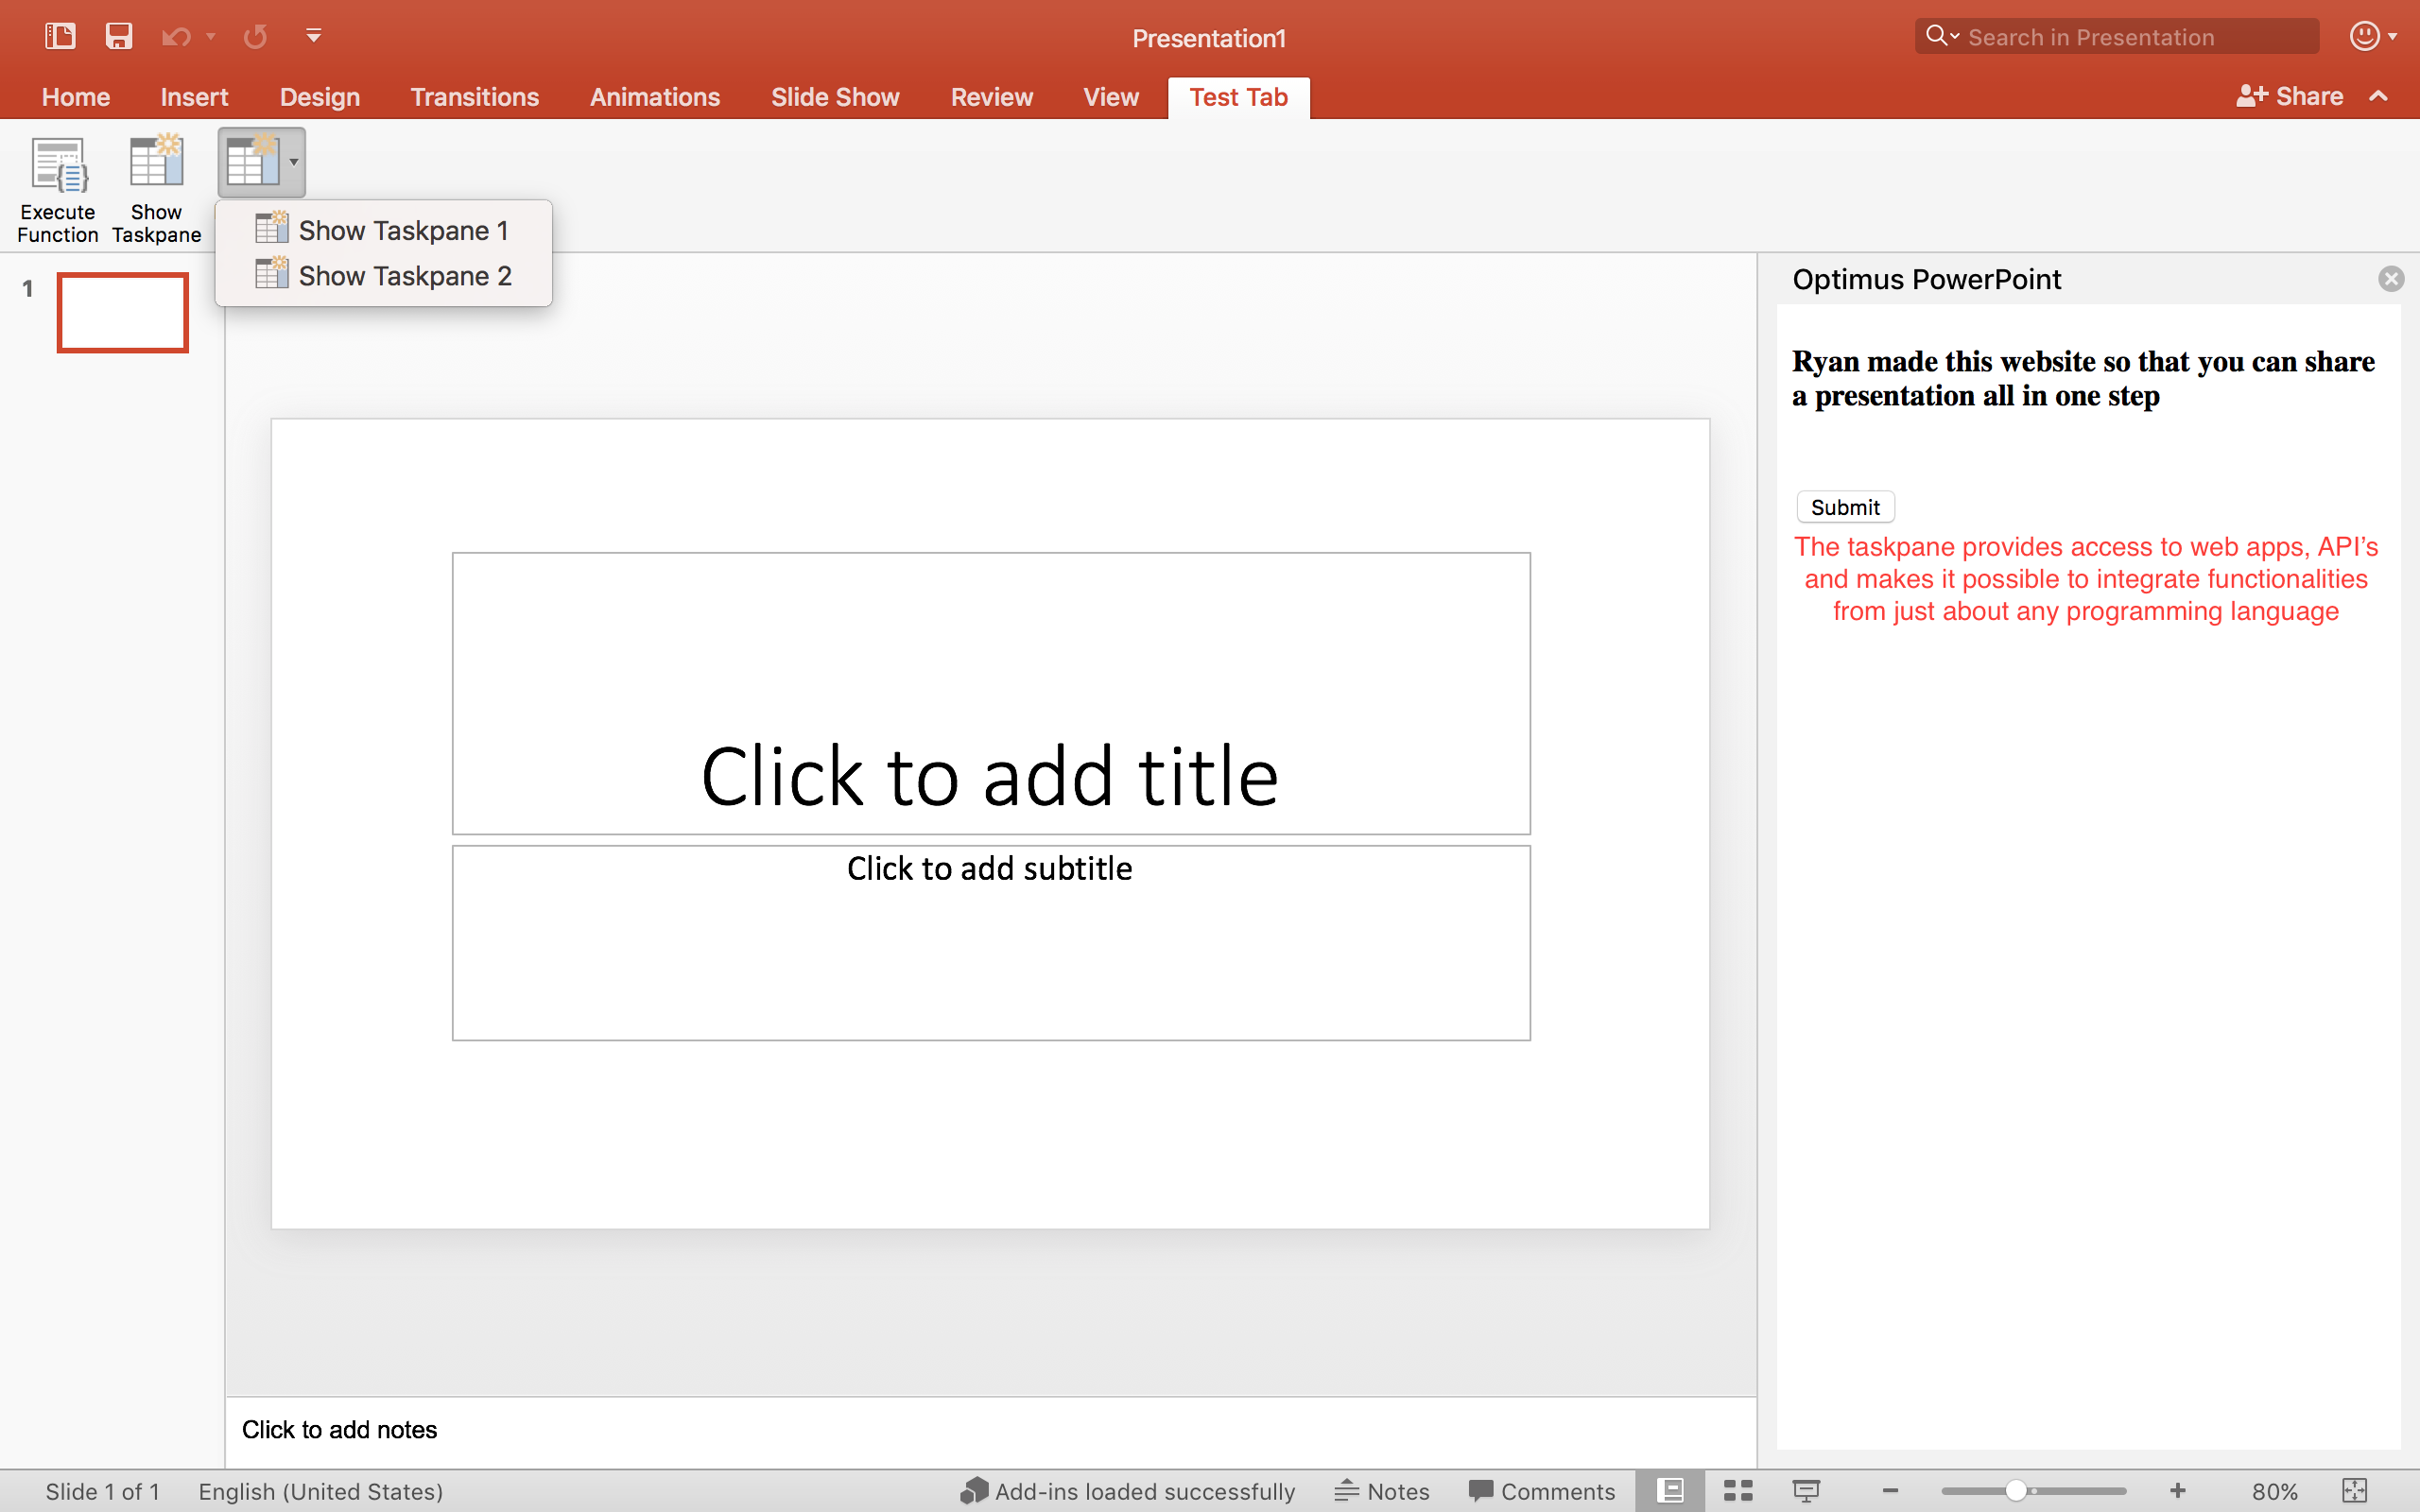 Presentation1
Search in Presentation
Home Insert Design Transitions Animations Slide Show Review View Test Tab Share
Execute
Function
Show
Taskpane
Show Taskpane 1
Show Taskpane 2
1
Click to add title
Click to add subtitle
Click to add notes
Optimus PowerPoint
Ryan made this website so that you can share
a presentation all in one step
Submit
The taskpane provides access to web apps, API’s
and makes it possible to integrate functionalities
from just about any programming language
Slide 1 of 1 English (United States) Add-ins loaded successfully Notes Comments 80%